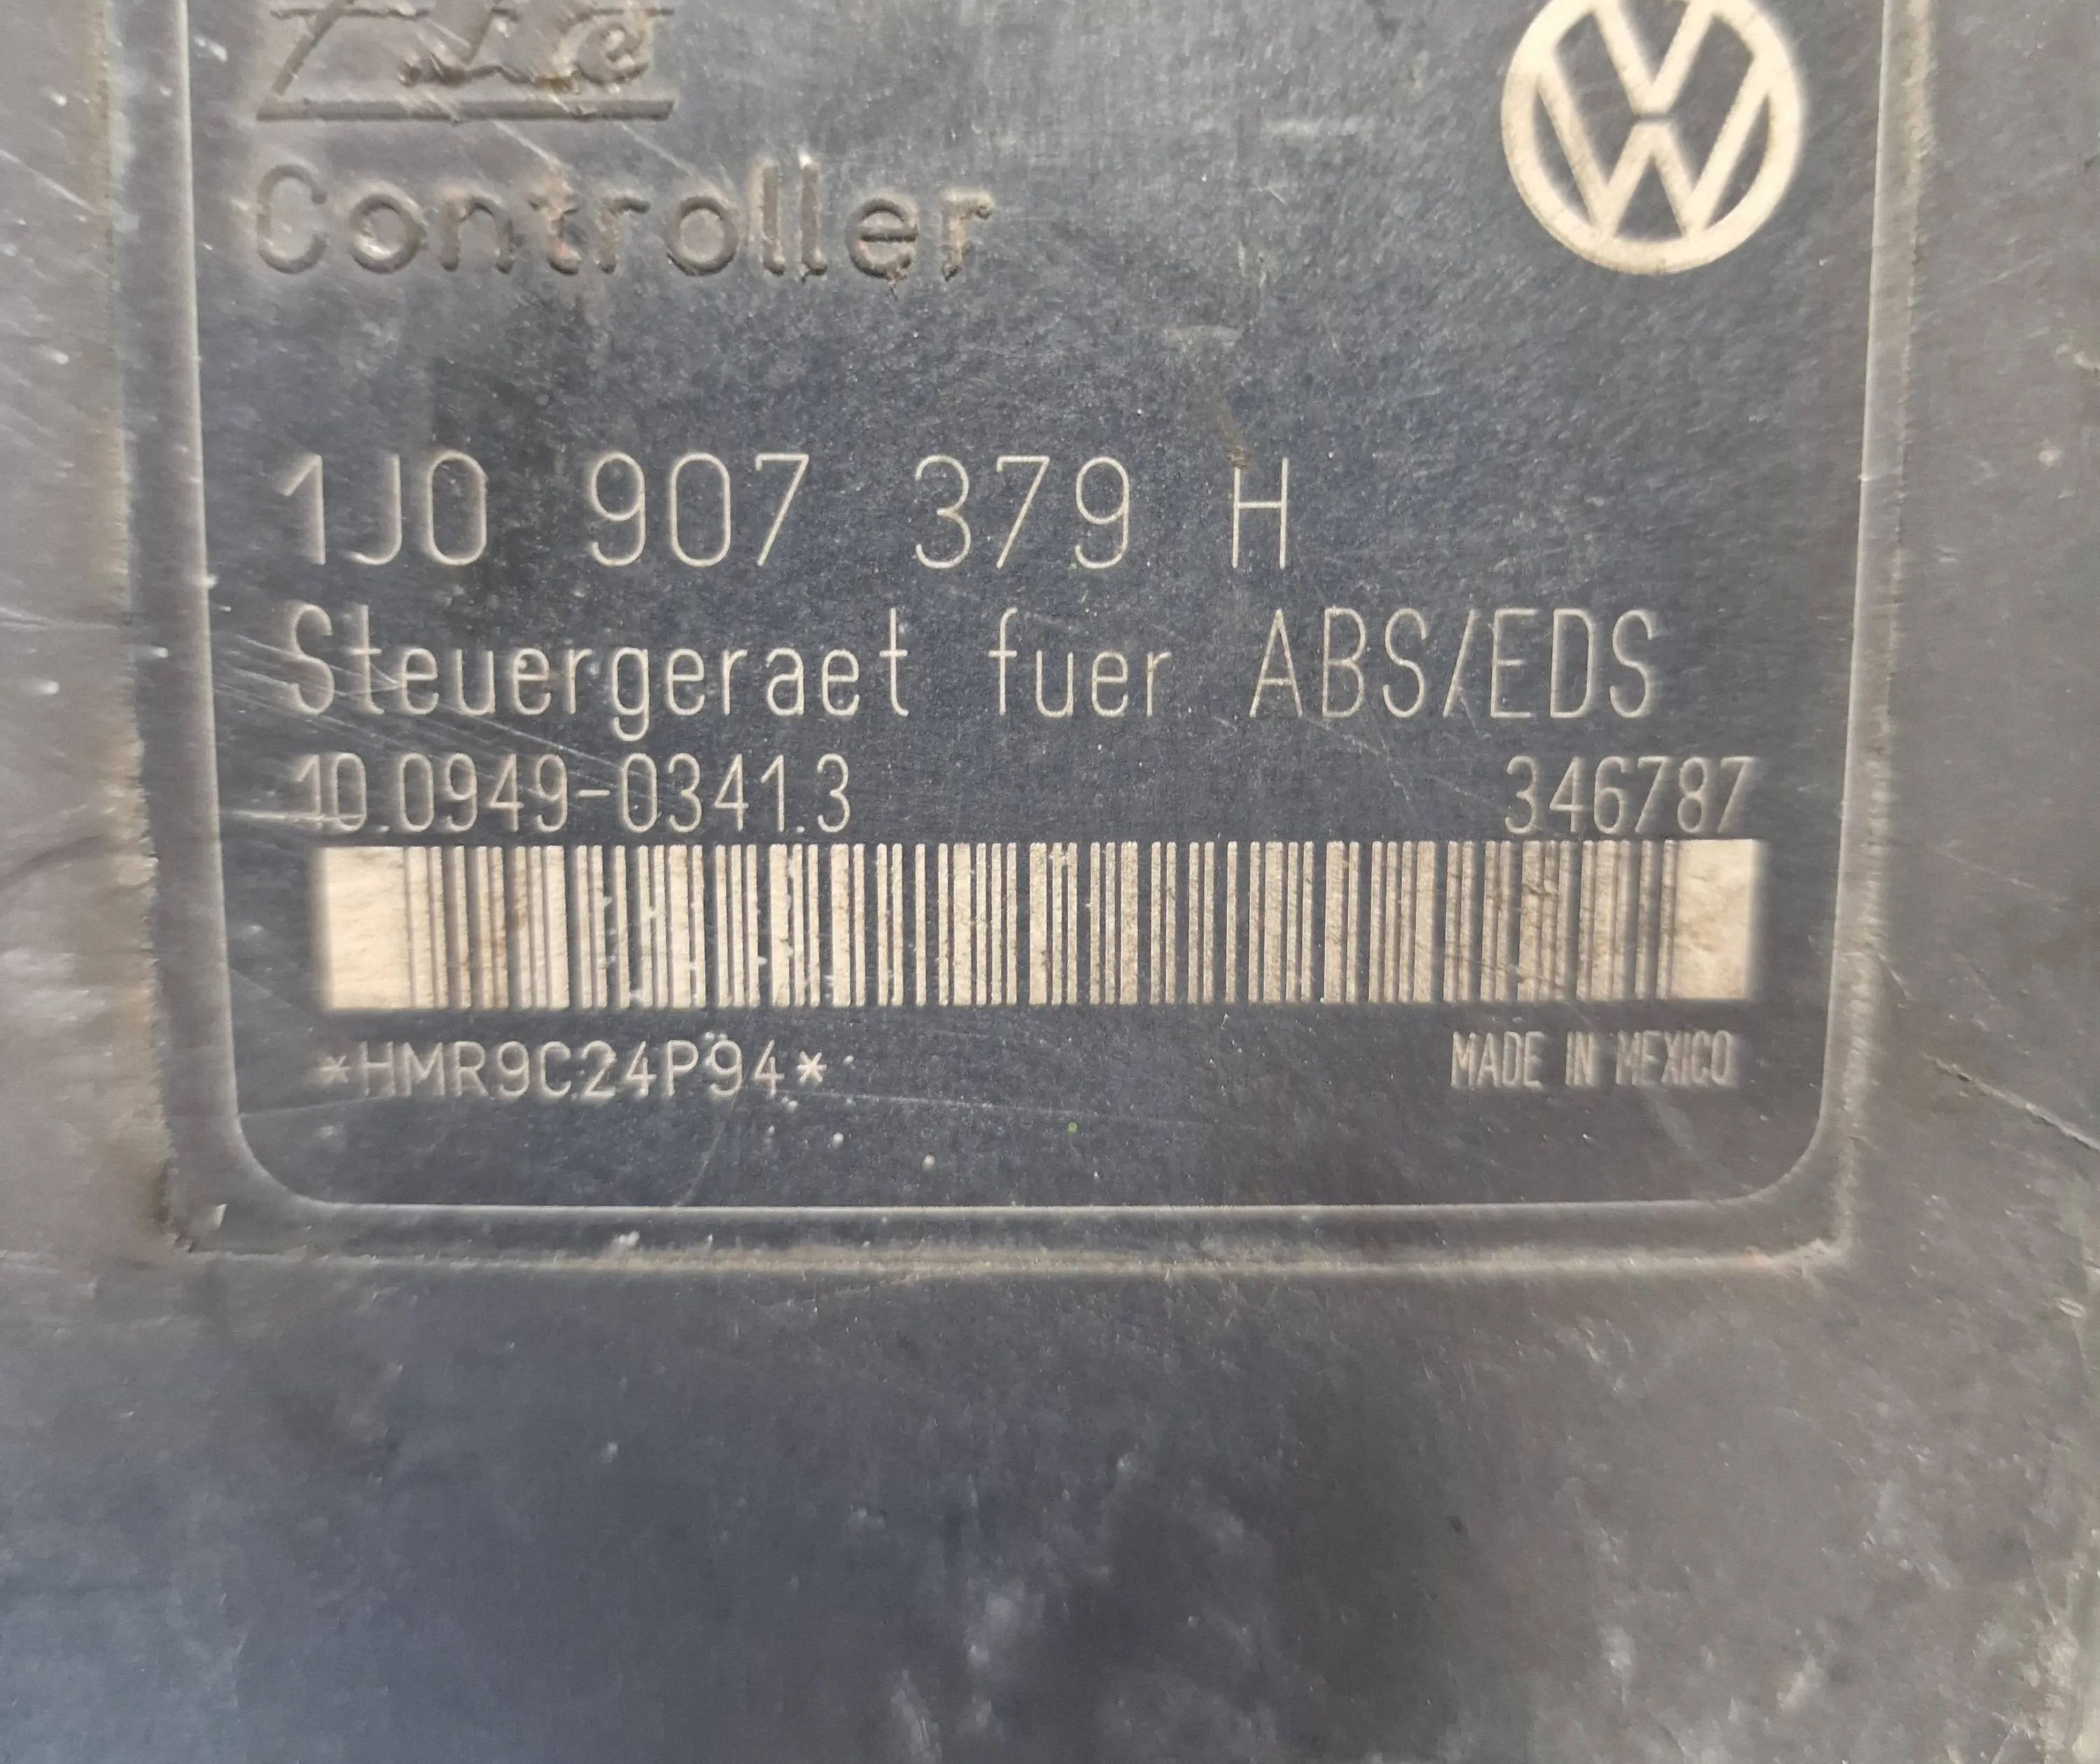 Controller
1J0 907 379 H
Steuergeraet fuer ABS/EDS
10.0949-0341.3 346787
*HMR9C24P94*
MADE IN MEXICO